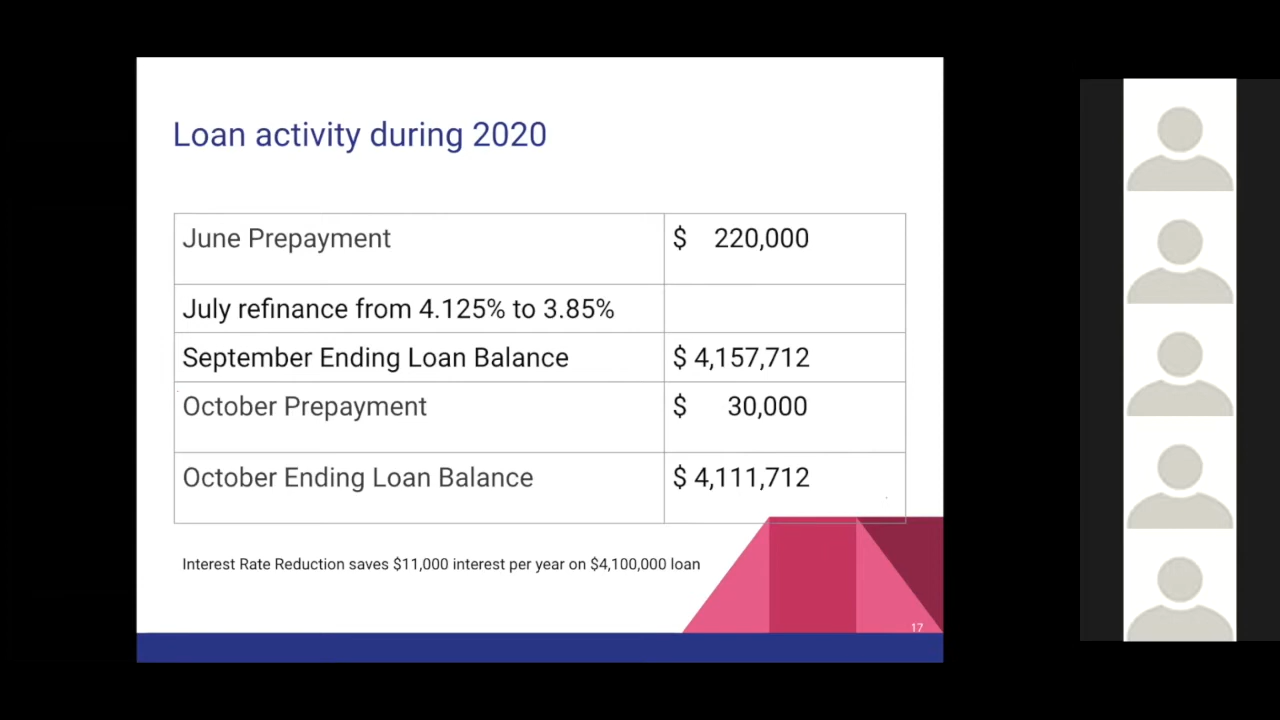 Loan activity during 2020
June Prepayment $ 220,000
July refinance from 4.125% to 3.85%
September Ending Loan Balance $ 4,157,712
October Prepayment $ 30,000
October Ending Loan Balance $ 4,111,712
Interest Rate Reduction saves $11,000 interest per year on $4,100,000 loan
17